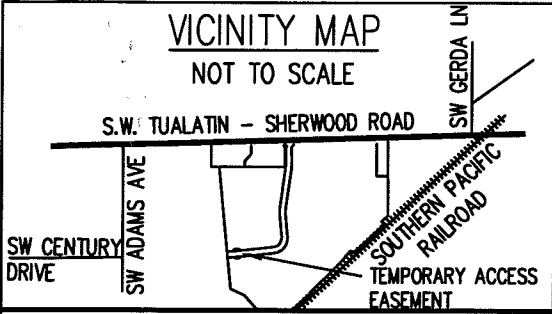 VICINITY MAP
NOT TO SCALE
SW GERDA LN
S.W. TUALATIN - SHERWOOD ROAD
SW ADAMS AVE
SW CENTURY
DRIVE
SOUTHERN PACIFIC
RAILROAD
TEMPORARY ACCESS
EASEMENT